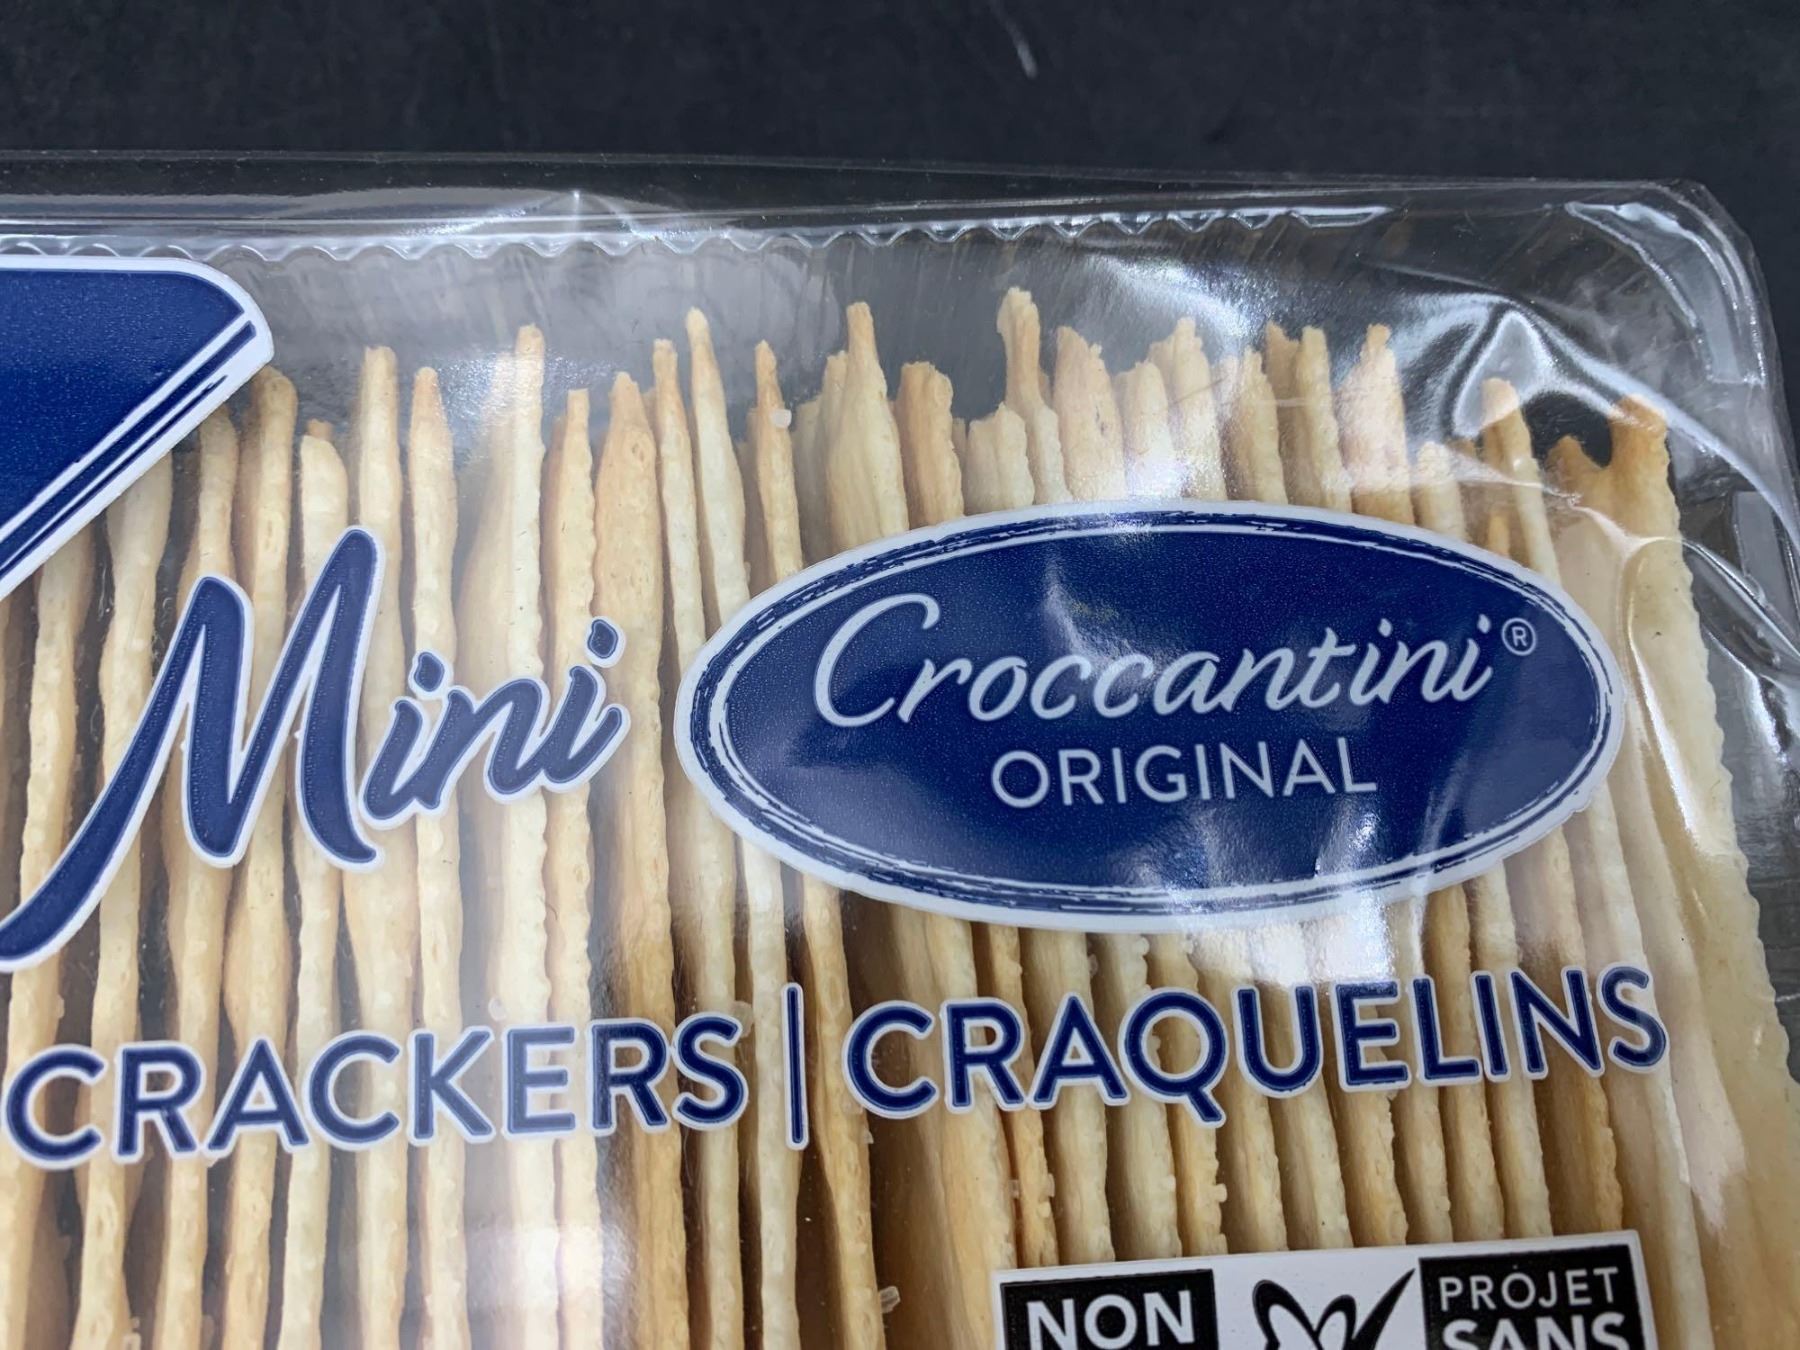 Mini
Croccantini®
ORIGINAL
CRACKERS | CRAQUELINS
NON
PROJET
SANS